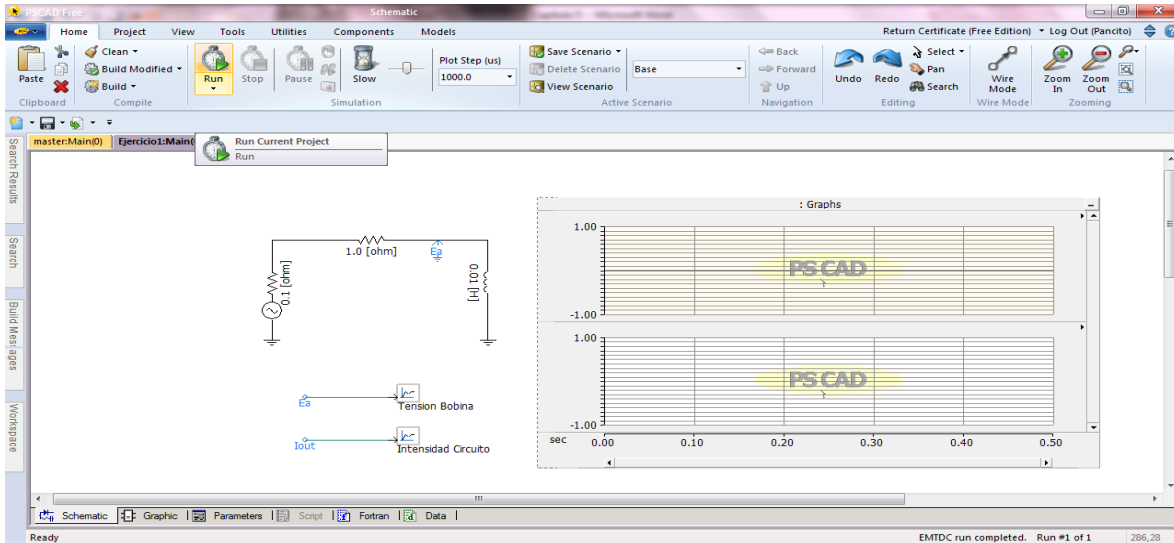 PSCAD Free
Schematic
Home Project View Tools Utilities Components Models
Return Certificate (Free Edition) Log Out (Pancito)
Paste
Clean
Build Modified
Build
Run Stop Pause Slow
Plot Step (us)
1000.0
Save Scenario
Delete Scenario
View Scenario
Base
Back
Forward
Up
Undo Redo
Select
Pan
Search
Wire Mode
Zoom In
Zoom Out
Clipboard Compile Simulation Active Scenario Navigation Editing Wire Mode Zooming
master:Main(0) Ejercicio1:Main(
Run Current Project
Run
Search Results
Search
Build Messages
Workspace
1.0 [ohm]
Ea
0.1 [ohm]
0.01 [H]
Ea
Tension Bobina
Iout
Intensidad Circuito
: Graphs
1.00
PSCAD
-1.00
1.00
PSCAD
-1.00
sec 0.00 0.10 0.20 0.30 0.40 0.50
Schematic Graphic Parameters Script Fortran Data
Ready
EMTDC run completed. Run #1 of 1 286,28